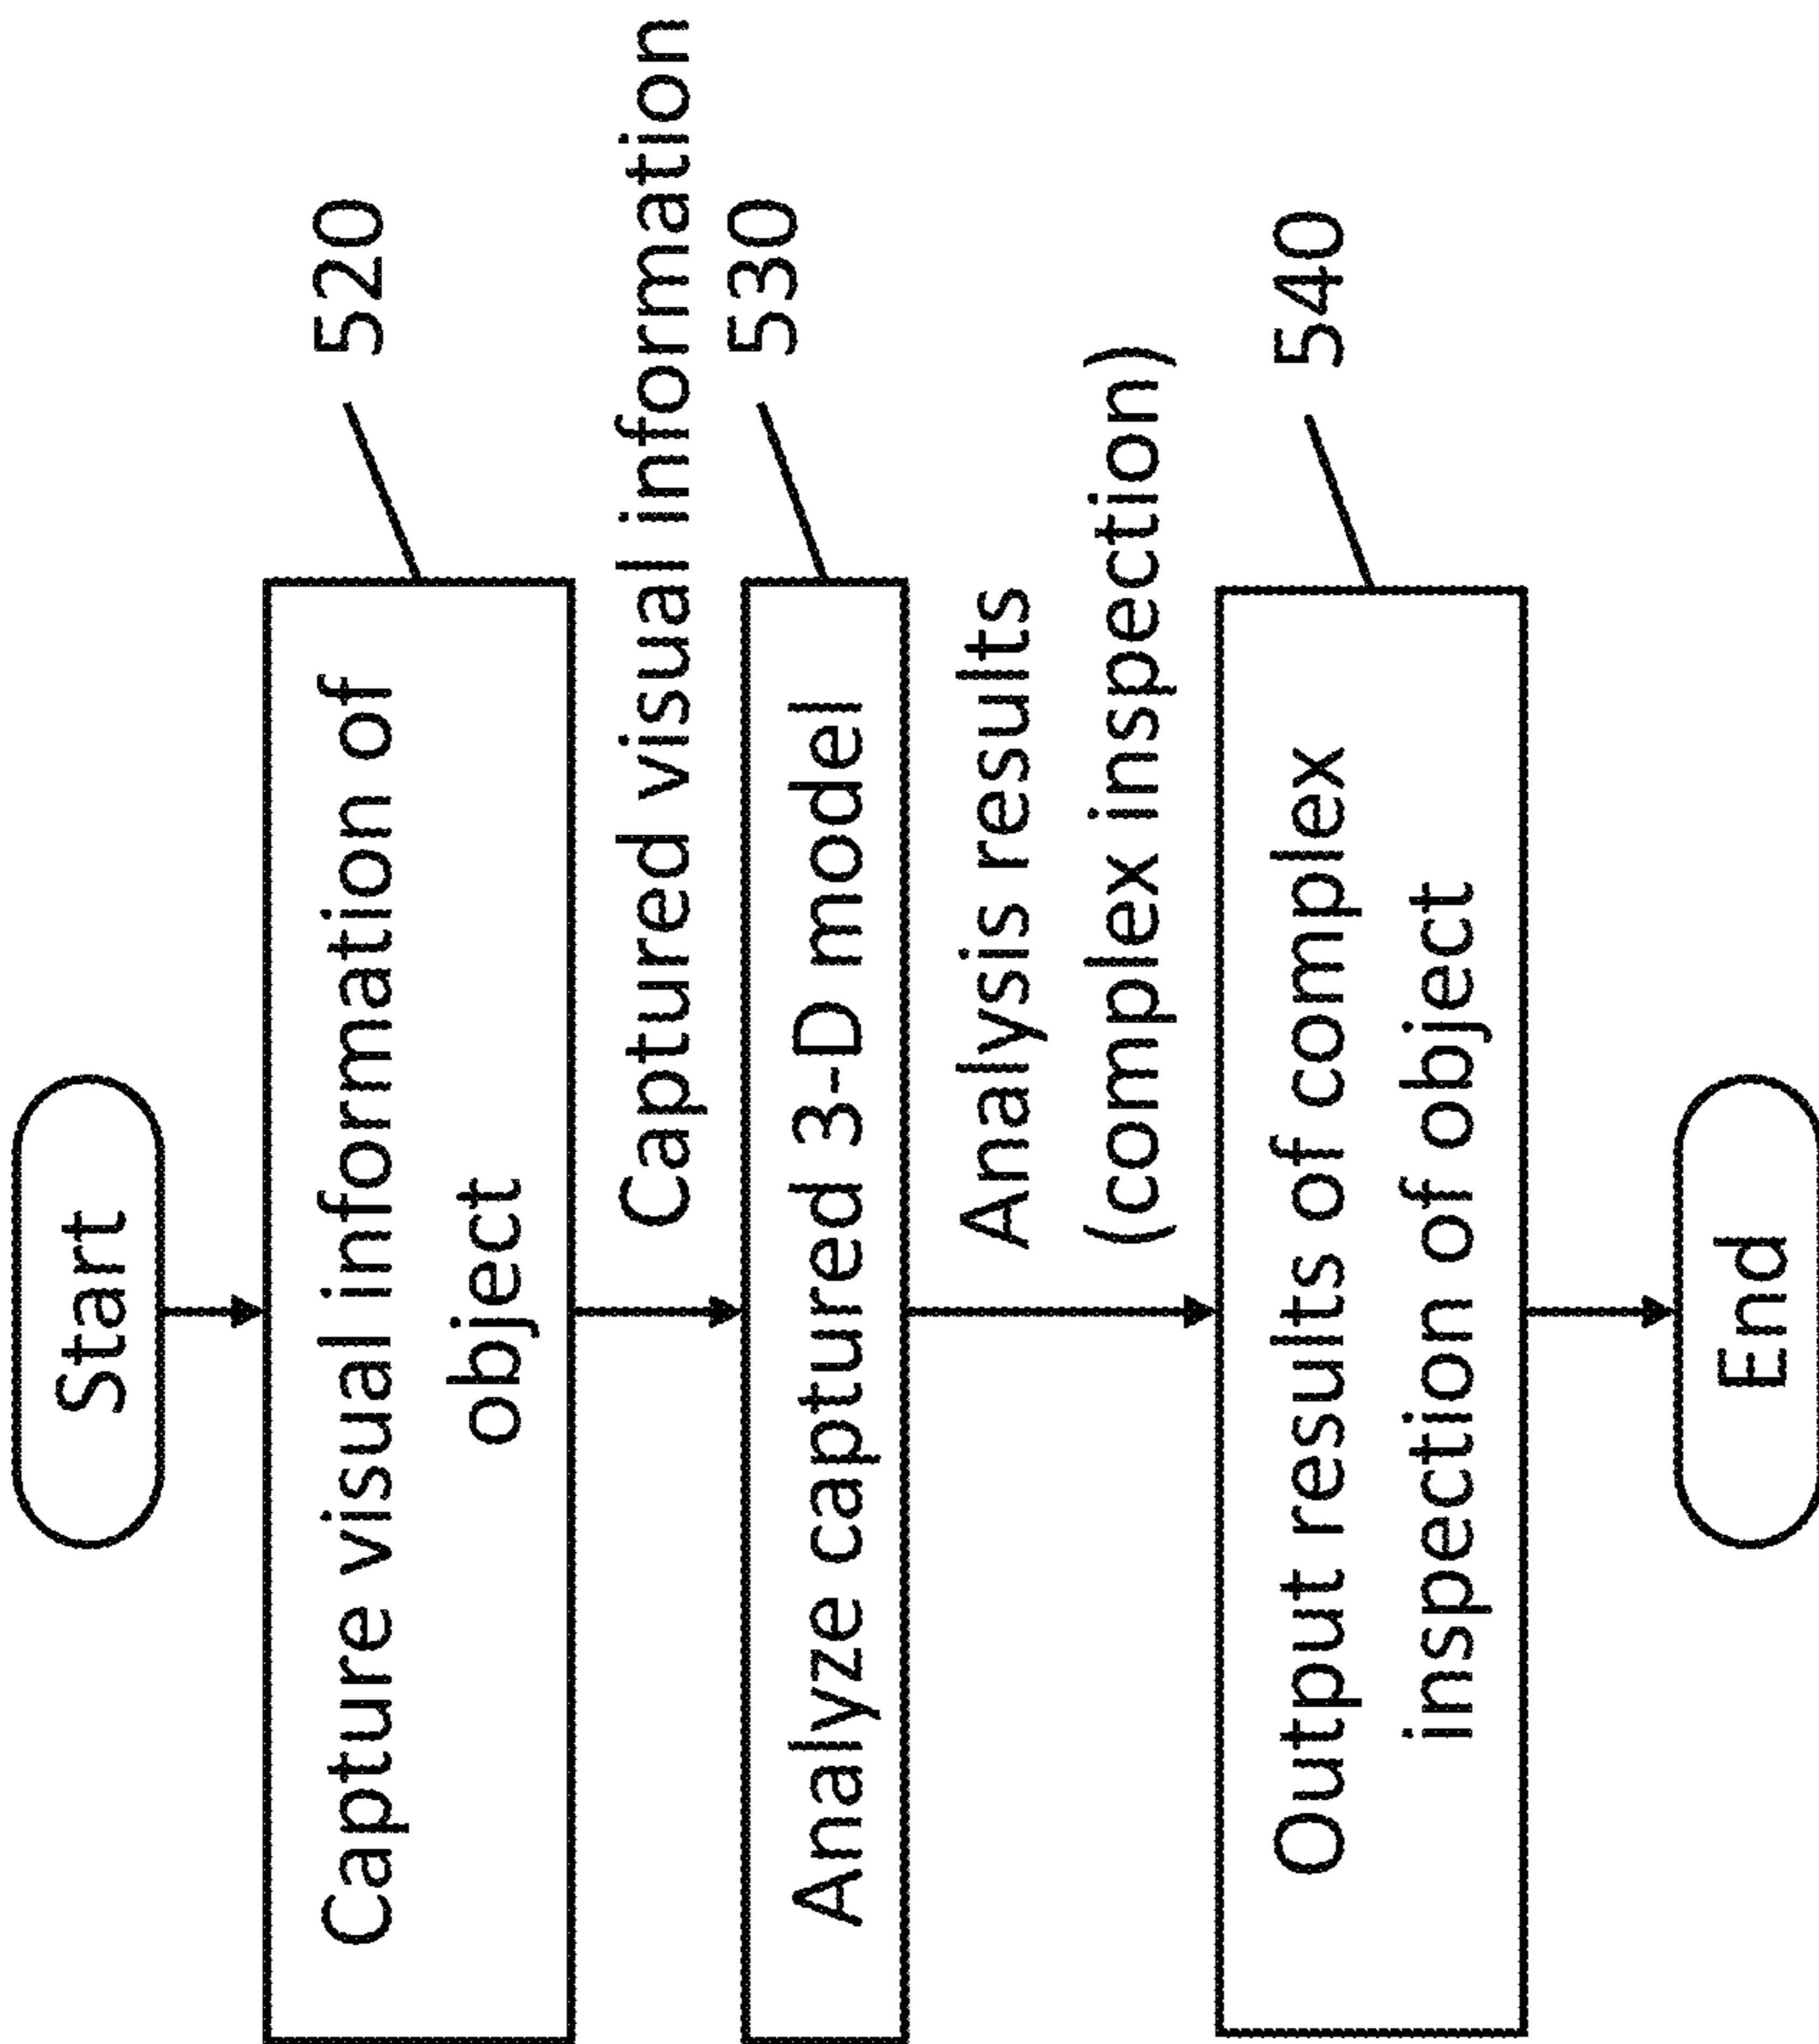 Start
Capture visual information of
object
520
Captured visual information
Analyze captured 3-D model
530
Analysis results
(complex inspection)
Output results of complex
inspection of object
540
End